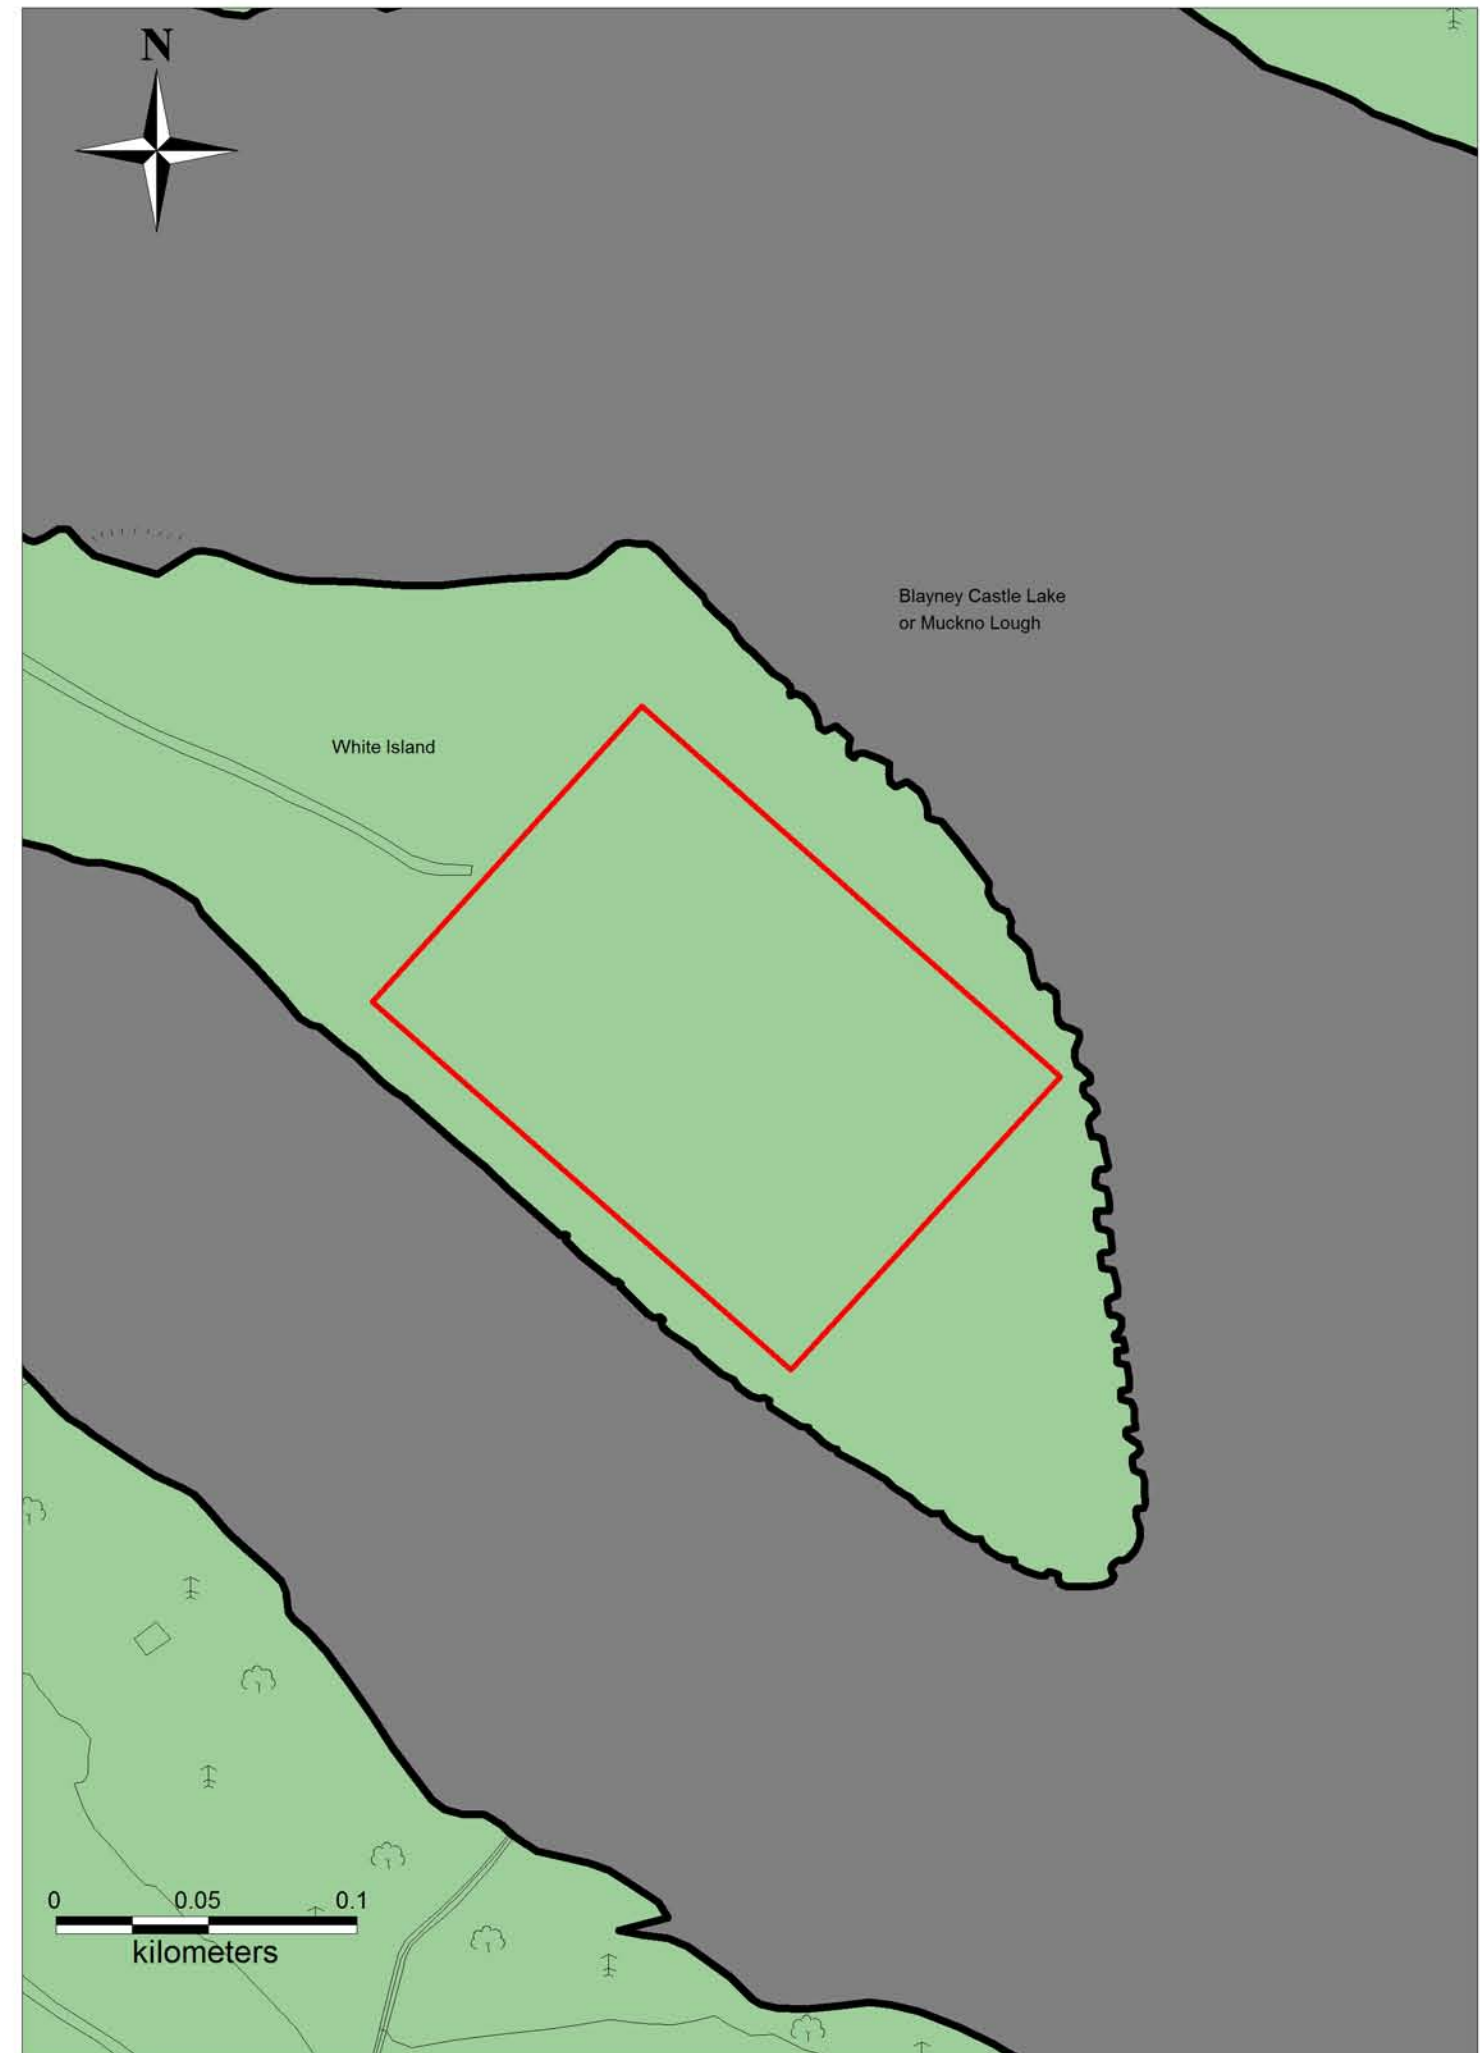 N
Blayney Castle Lake
or Muckno Lough
White Island
0 0.05 0.1
kilometers